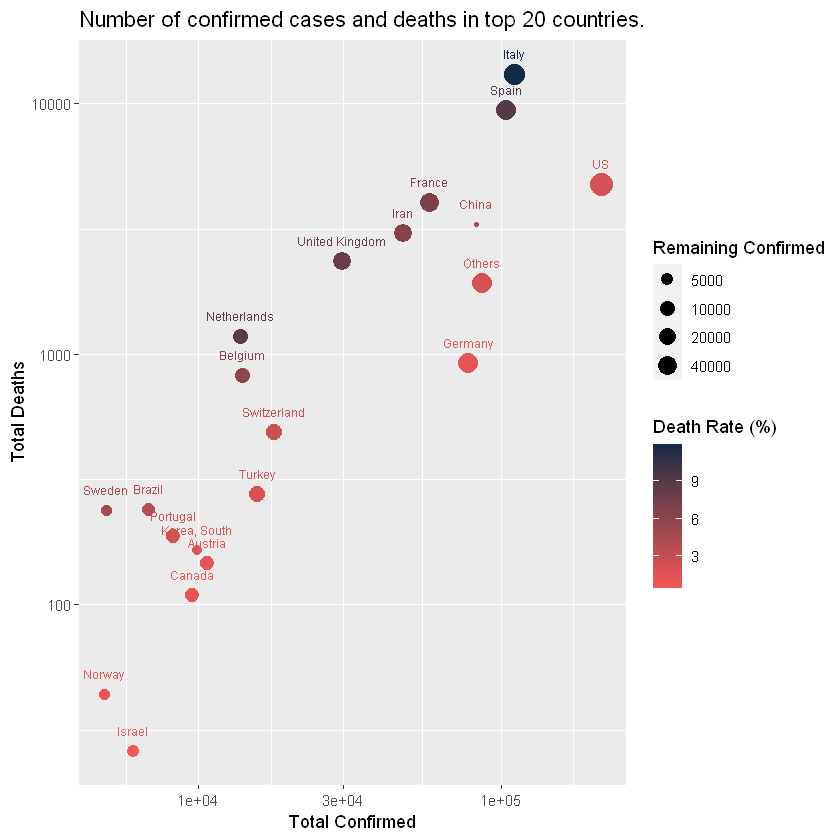 Number of confirmed cases and deaths in top 20 countries.
Italy
Spain
10000
US
France
China
Iran
United Kingdom
Others
Netherlands
Germany
Belgium
1000
Switzerland
Turkey
Sweden
Brazil
Portugal
Korea, South
Austria
Canada
100
Norway
Israel
1e+04
3e+04
1e+05
Total Confirmed
Total Deaths
Remaining Confirmed
5000
10000
20000
40000
Death Rate (%)
9
6
3